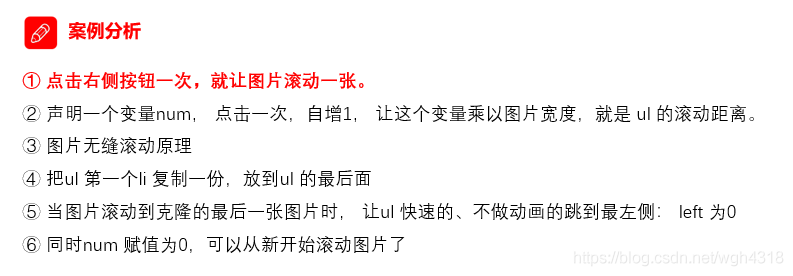 案例分析
① 点击右侧按钮一次，就让图片滚动一张。
② 声明一个变量num， 点击一次，自增1， 让这个变量乘以图片宽度，就是 ul 的滚动距离。
③ 图片无缝滚动原理
④ 把ul 第一个li 复制一份，放到ul 的最后面
⑤ 当图片滚动到克隆的最后一张图片时， 让ul 快速的、不做动画的跳到最左侧： left 为0
⑥ 同时num 赋值为0，可以从新开始滚动图片了
https://blog.csdn.net/wgh4318